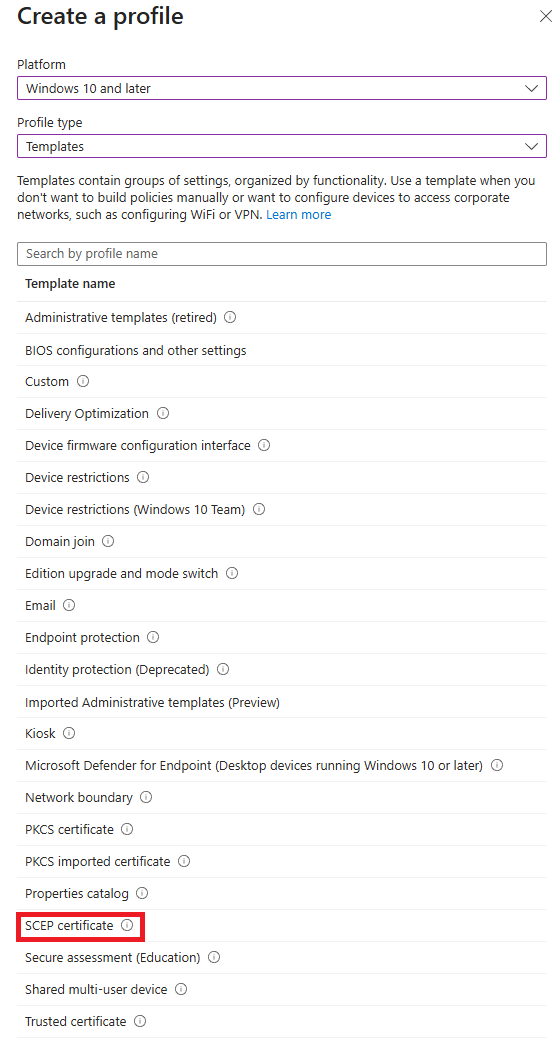 Create a profile
Platform
Windows 10 and later
Profile type
Templates
Templates contain groups of settings, organized by functionality. Use a template when you
don't want to build policies manually or want to configure devices to access corporate
networks, such as configuring WiFi or VPN. Learn more
Search by profile name
Template name
Administrative templates (retired)
BIOS configurations and other settings
Custom
Delivery Optimization
Device firmware configuration interface
Device restrictions
Device restrictions (Windows 10 Team)
Domain join
Edition upgrade and mode switch
Email
Endpoint protection
Identity protection (Deprecated)
Imported Administrative templates (Preview)
Kiosk
Microsoft Defender for Endpoint (Desktop devices running Windows 10 or later)
Network boundary
PKCS certificate
PKCS imported certificate
Properties catalog
SCEP certificate
Secure assessment (Education)
Shared multi-user device
Trusted certificate